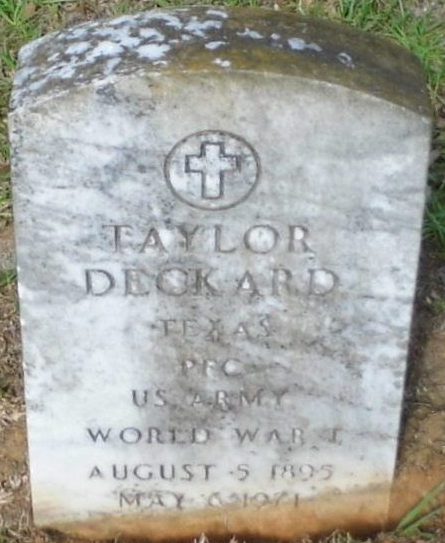 TAYLOR
DECKARD
TEXAS
PFC
US ARMY
WORLD WAR I
AUGUST 5 1895
MAY 6 1971